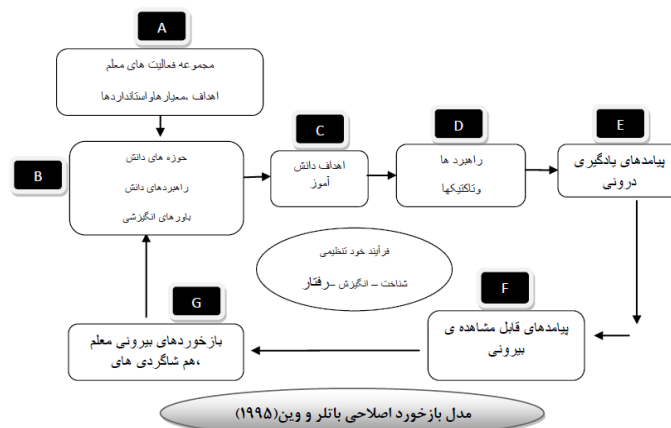 A
مجموعه فعالیت های معلم
اهداف ،معیارهاواستانداردها
B
حوزه های دانش
راهبردهای دانش
باورهای انگیزشی
C
اهداف دانش
آموز
D
راهبرد ها
وتاکتیکها
E
پیامدهای یادگیری
درونی
فرآیند خود تنظیمی
شناخت – انگیزش –رفتار
F
پیامدهای قابل مشاهده ی
بیرونی
G
بازخوردهای بیرونی معلم
،هم شاگردی های
مدل بازخورد اصلاحی باتلر و وین(۱۹۹۵)